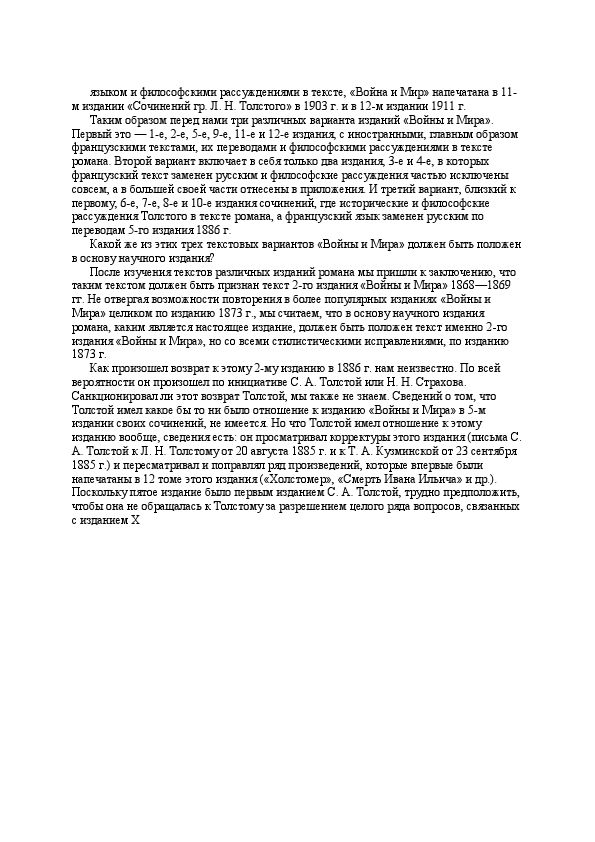 языком и философскими рассуждениями в тексте, «Война и Мир» напечатана в 11-
м издании «Сочинений гр. Л. Н. Толстого» в 1903 г. и в 12-м издании 1911 г.
Таким образом перед нами три различных варианта изданий «Войны и Мира».
Первый это — 1-е, 2-е, 5-е, 9-е, 11-е и 12-е издания, с иностранными, главным образом
французскими текстами, их переводами и философскими рассуждениями в тексте
романа. Второй вариант включает в себя только два издания, 3-е и 4-е, в которых
французский текст заменен русским и философские рассуждения частью исключены
совсем, а в большей своей части отнесены в приложения. И третий вариант, близкий к
первому, 6-е, 7-е, 8-е и 10-е издания сочинений, где исторические и философские
рассуждения Толстого в тексте романа, а французский язык заменен русским по
переводам 5-го издания 1886 г.
Какой же из этих трех текстовых вариантов «Войны и Мира» должен быть положен
в основу научного издания?
После изучения текстов различных изданий романа мы пришли к заключению, что
таким текстом должен быть признан текст 2-го издания «Войны и Мира» 1868—1869
гг. Не отвергая возможности повторения в более популярных изданиях «Войны и
Мира» целиком по изданию 1873 г., мы считаем, что в основу научного издания
романа, каким является настоящее издание, должен быть положен текст именно 2-го
издания «Войны и Мира», но со всеми стилистическими исправлениями, по изданию
1873 г.
Как произошел возврат к этому 2-му изданию в 1886 г. нам неизвестно. По всей
вероятности он произошел по инициативе С. А. Толстой или Н. Н. Страхова.
Санкционировал ли этот возврат Толстой, мы также не знаем. Сведений о том, что
Толстой имел какое бы то ни было отношение к изданию «Войны и Мира» в 5-м
издании своих сочинений, не имеется. Но что Толстой имел отношение к этому
изданию вообще, сведения есть: он просматривал корректуры этого издания (письма С.
А. Толстой к Л. Н. Толстому от 20 августа 1885 г. и к Т. А. Кузминской от 23 сентября
1885 г.) и пересматривал и поправлял ряд произведений, которые впервые были
напечатаны в 12 томе этого издания («Холстомер», «Смерть Ивана Ильича» и др.).
Поскольку пятое издание было первым изданием С. А. Толстой, трудно предположить,
чтобы она не обращалась к Толстому за разрешением целого ряда вопросов, связанных
с изданием X